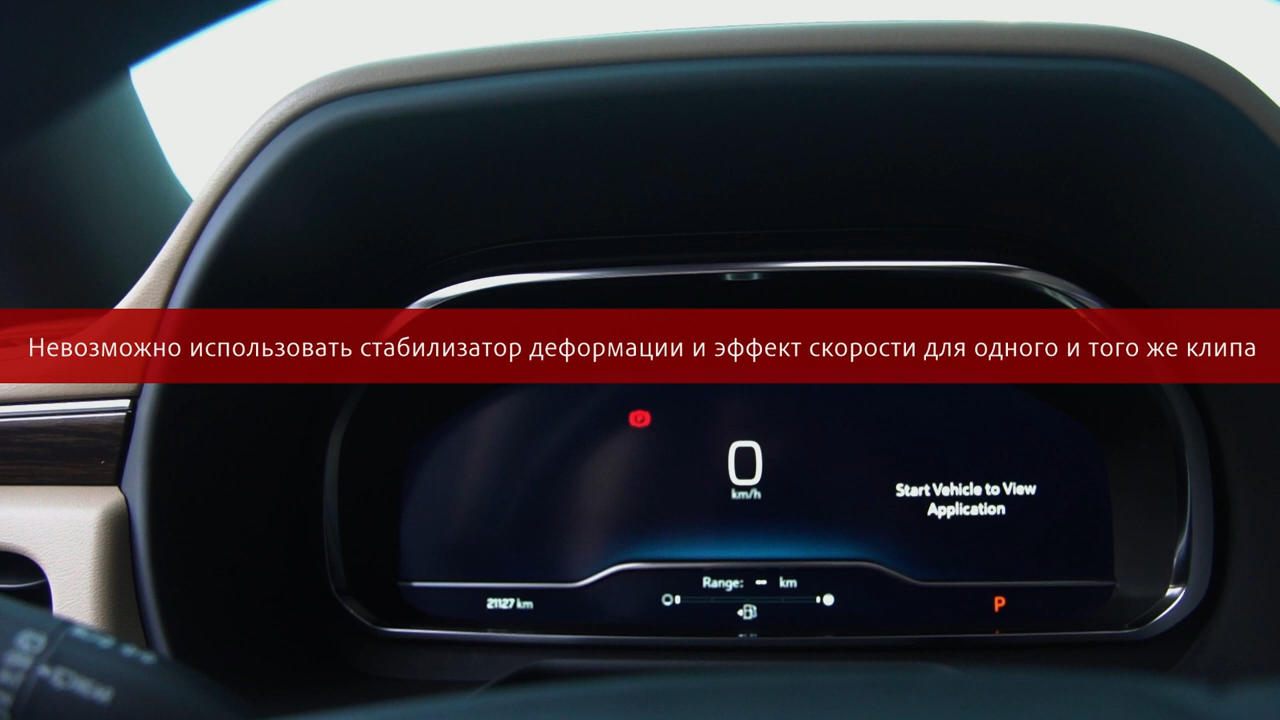 Невозможно использовать стабилизатор деформации и эффект скорости для одного и того же клипа
0
km/h
Start Vehicle to View
Application
Range: -- km
21127 km
P